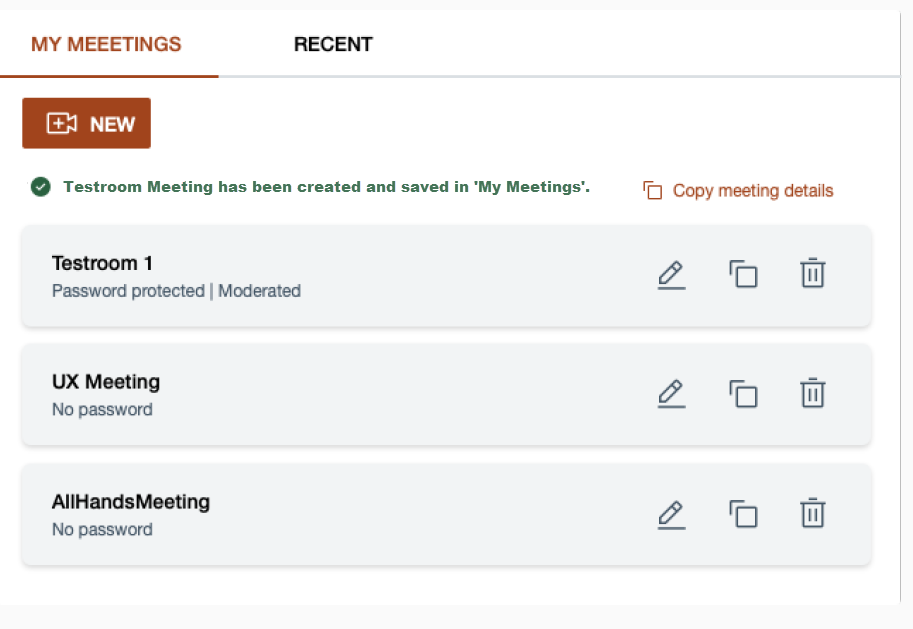 MY MEEETINGS
RECENT
NEW
Testroom Meeting has been created and saved in 'My Meetings'.
Copy meeting details
Testroom 1
Password protected | Moderated
UX Meeting
No password
AllHandsMeeting
No password